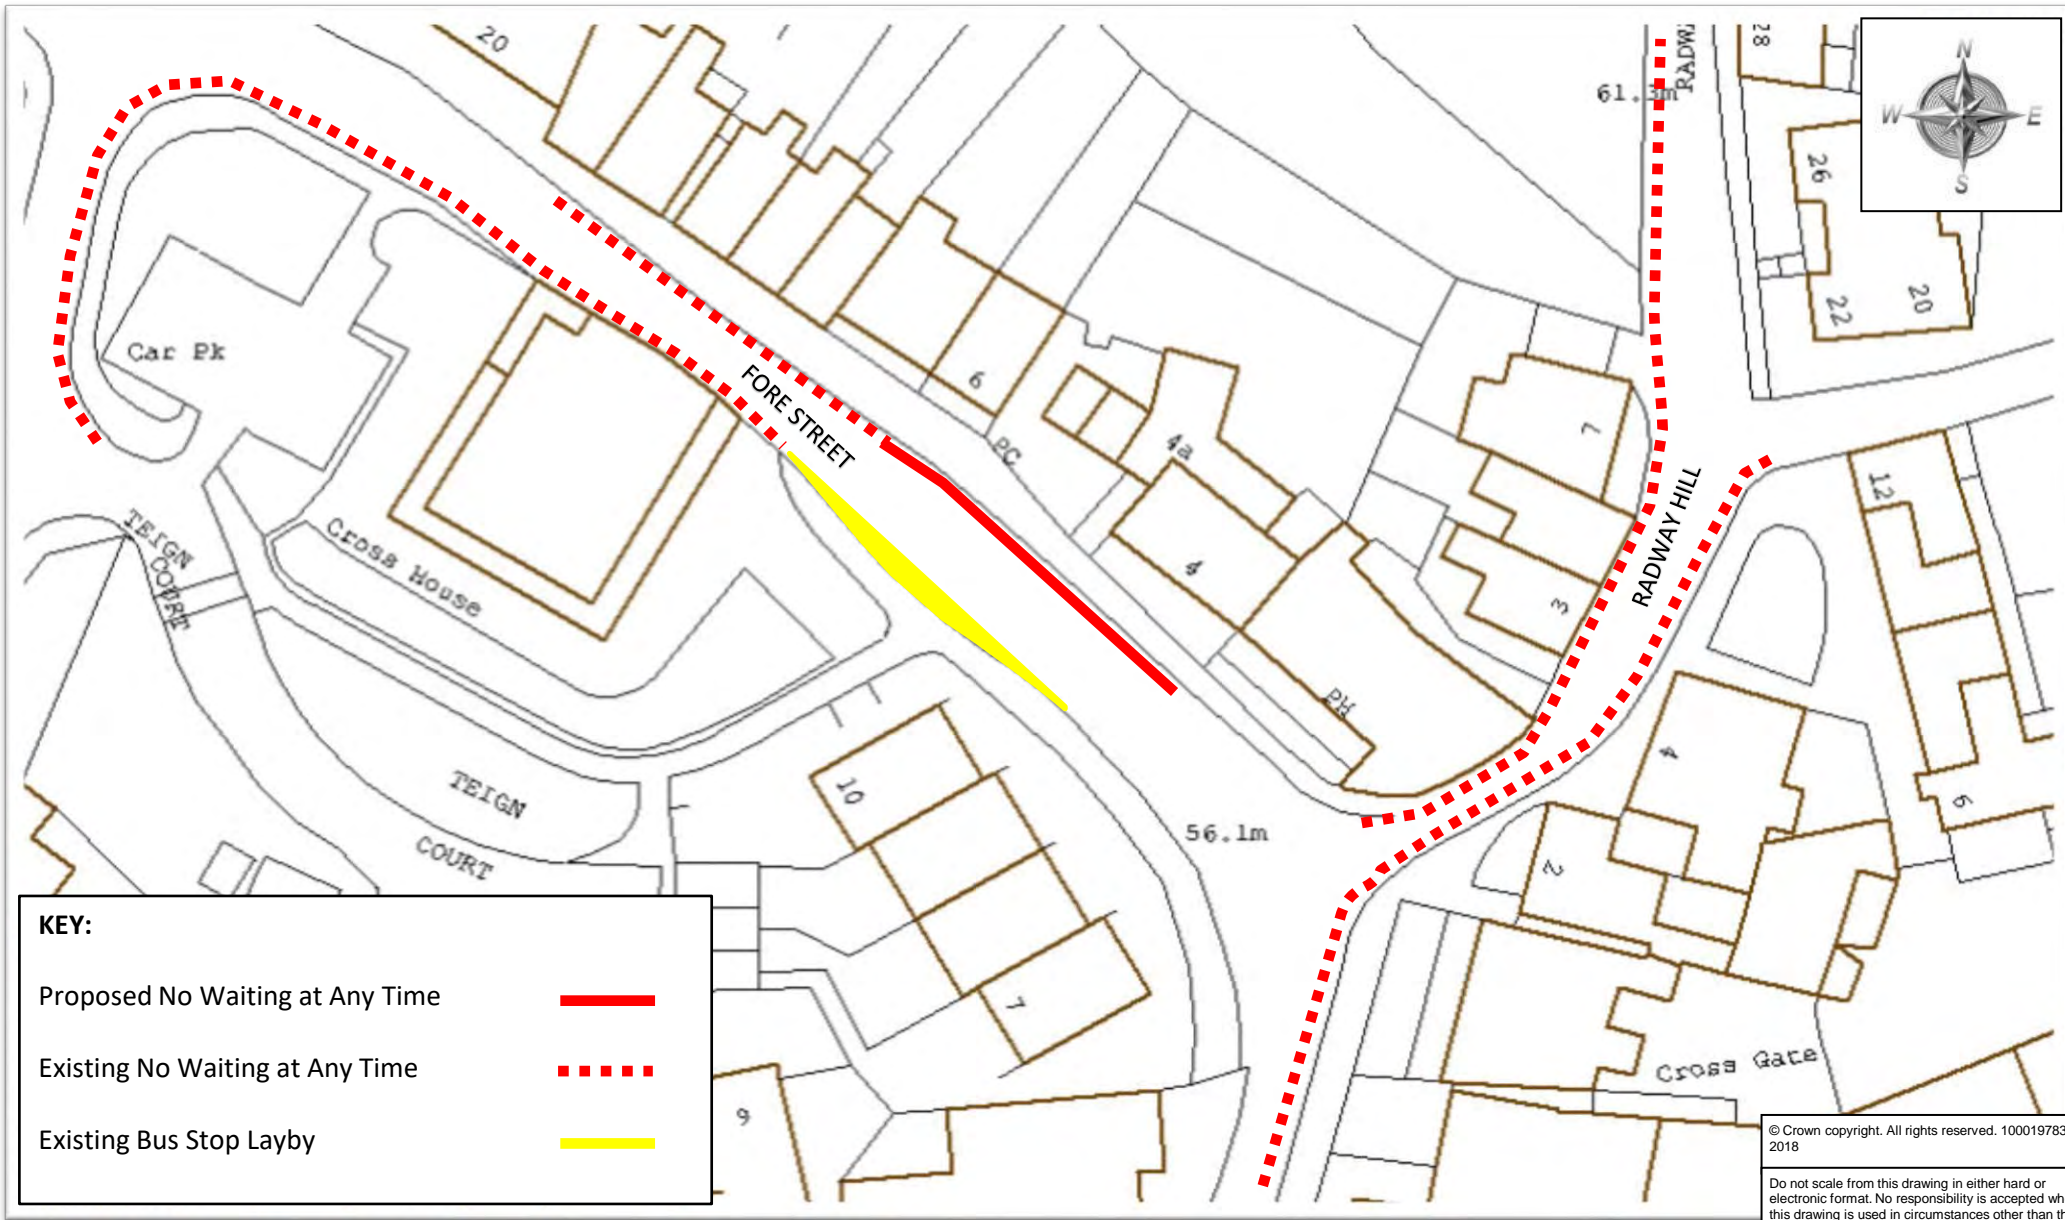 20
RADWA
61.3m
28
N
W
E
S
26
22
20
Car Pk
FORE STREET
6
PC
4a
4
7
3
RADWAY HILL
12
TEIGN
COURT
Cross House
PH
4
6
2
10
TEIGN
COURT
56.1m
7
9
Cross Gate
KEY:
Proposed No Waiting at Any Time
Existing No Waiting at Any Time
Existing Bus Stop Layby
© Crown copyright. All rights reserved. 100019783
2018
Do not scale from this drawing in either hard or
electronic format. No responsibility is accepted wh
this drawing is used in circumstances other than th